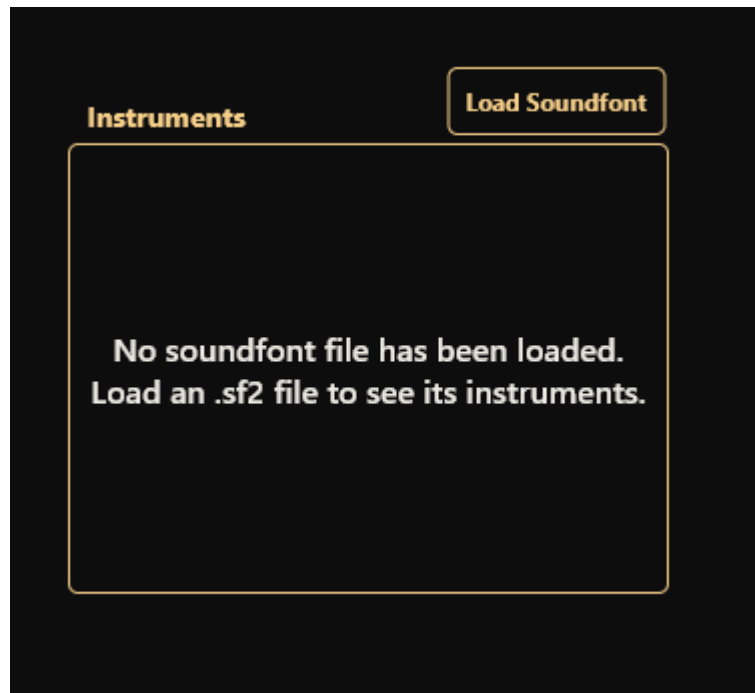 Instruments
Load Soundfont
No soundfont file has been loaded.
Load an .sf2 file to see its instruments.